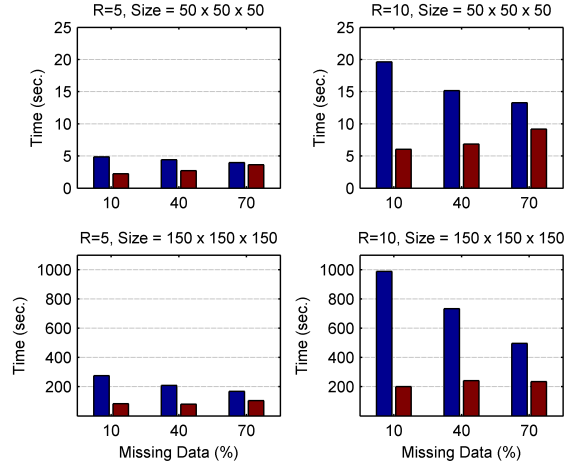 R=5, Size = 50 x 50 x 50
R=10, Size = 50 x 50 x 50
Time (sec.)
25
20
15
10
5
0
10 40 70
Time (sec.)
25
20
15
10
5
0
10 40 70
R=5, Size = 150 x 150 x 150
R=10, Size = 150 x 150 x 150
Time (sec.)
1000
800
600
400
200
10 40 70
Missing Data (%)
Time (sec.)
1000
800
600
400
200
10 40 70
Missing Data (%)